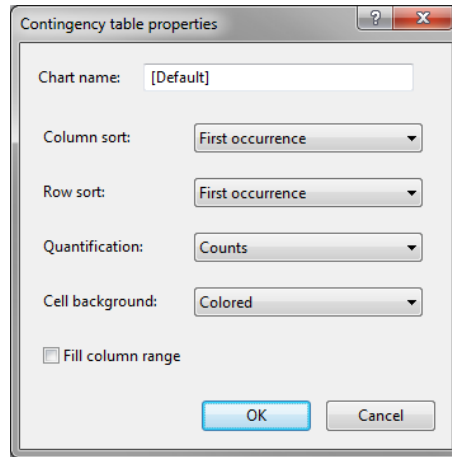 Contingency table properties
Chart name: [Default]
Column sort: First occurrence
Row sort: First occurrence
Quantification: Counts
Cell background: Colored
Fill column range
OK Cancel